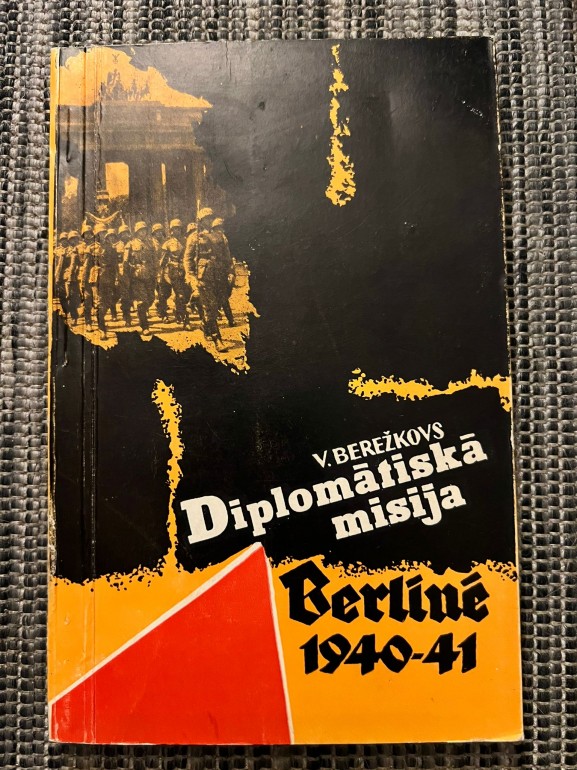 V. BEREŽKOVS
Diplomātiskā
misija
Berlīnē
1940-41